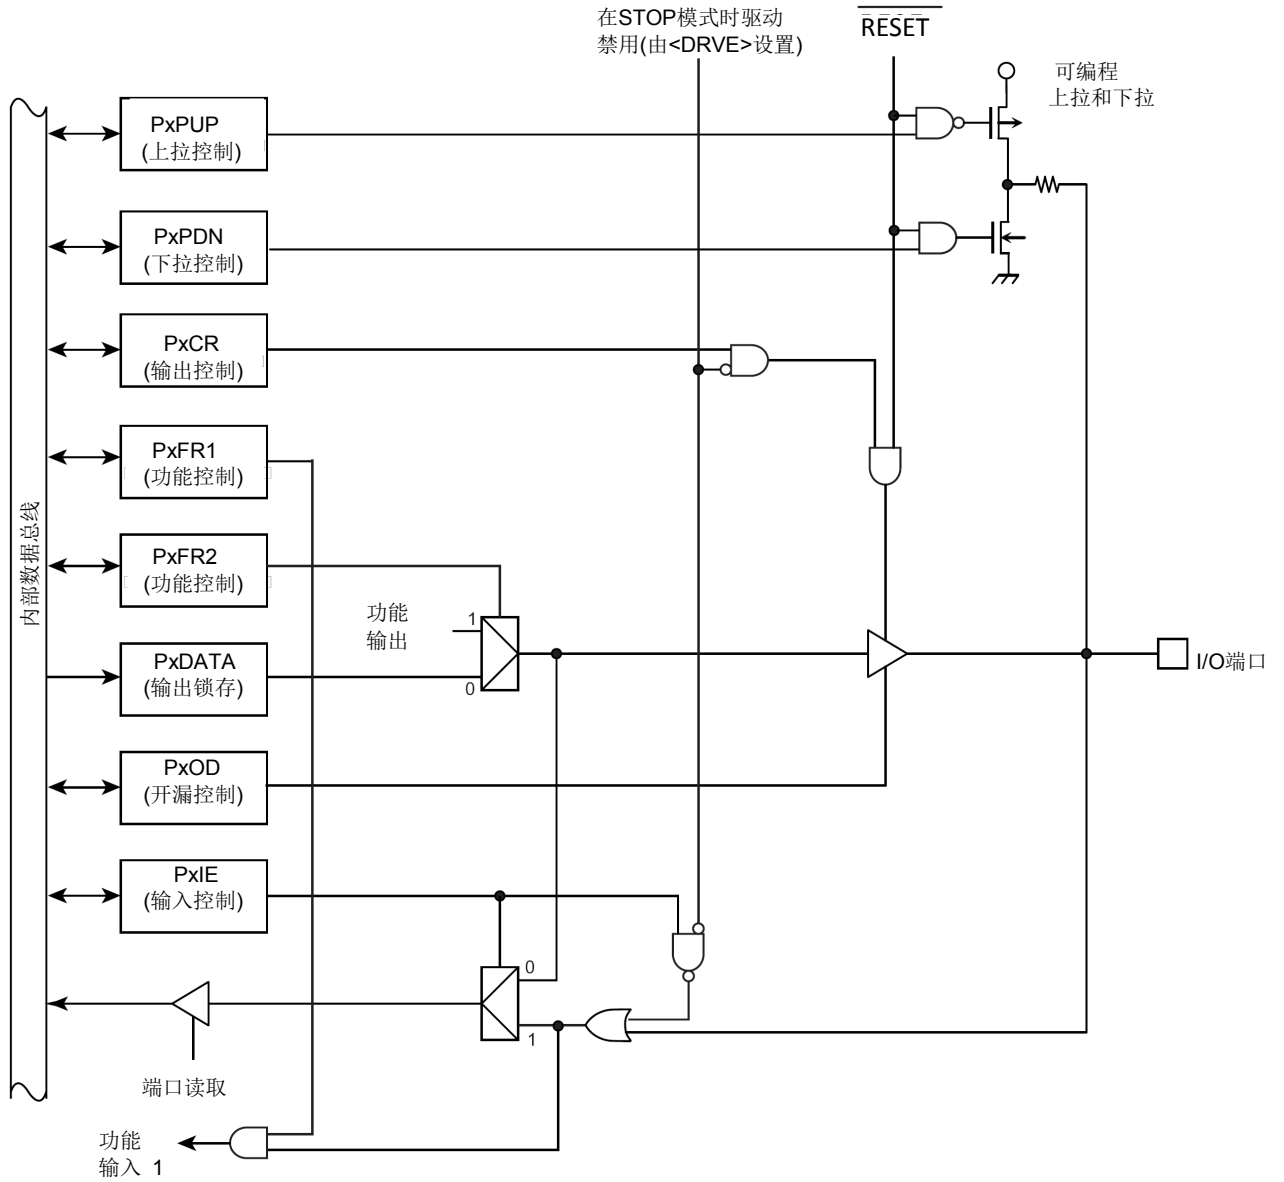 在STOP模式时驱动
禁用(由<DRVE>设置)
RESET
可编程
上拉和下拉
PxPUP
(上拉控制)
PxPDN
(下拉控制)
PxCR
(输出控制)
PxFR1
(功能控制)
PxFR2
(功能控制)
内部数据总线
功能
输出
1
0
PxDATA
(输出锁存)
I/O端口
PxOD
(开漏控制)
PxIE
(输入控制)
0
1
端口读取
功能
输入 1